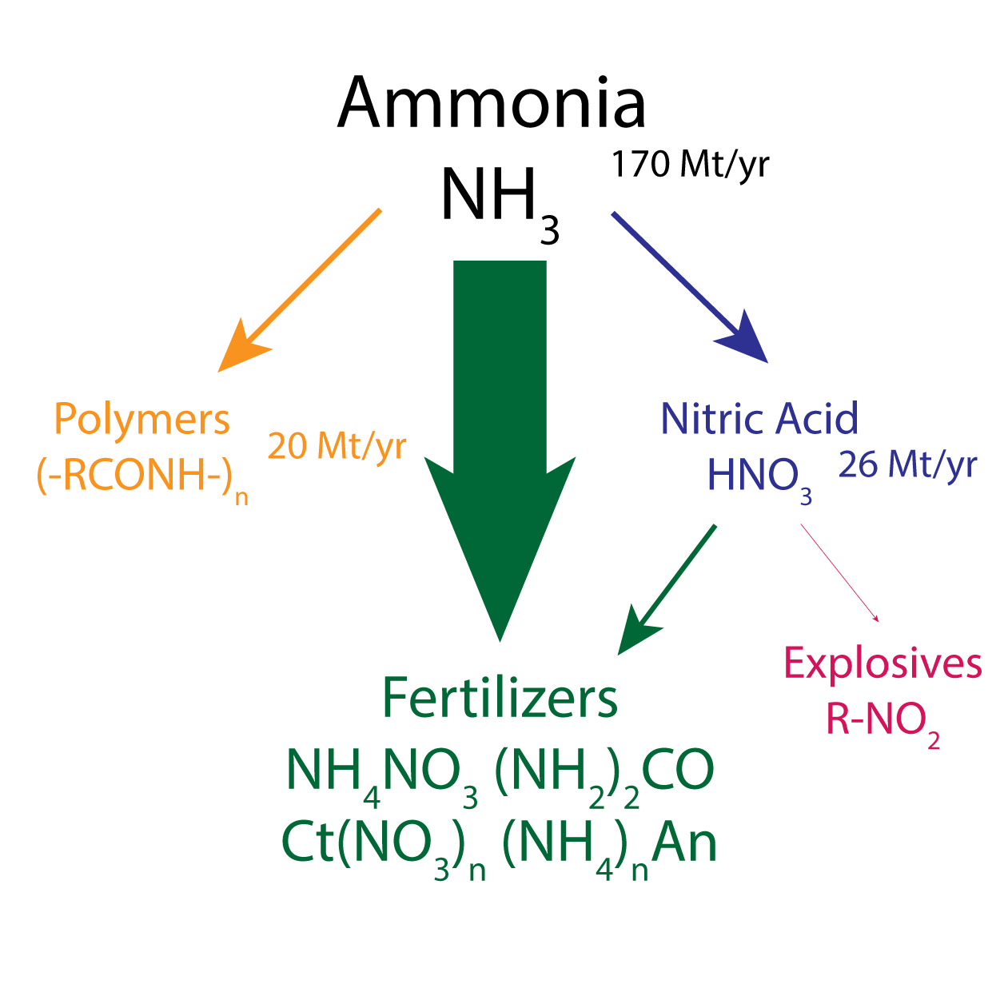 Ammonia
NH₃
170 Mt/yr
Polymers
(-RCONH-)ₙ
20 Mt/yr
Nitric Acid
HNO₃
26 Mt/yr
Explosives
R-NO₂
Fertilizers
NH₄NO₃ (NH₂)₂CO
Ct(NO₃)ₙ (NH₄)ₙAn